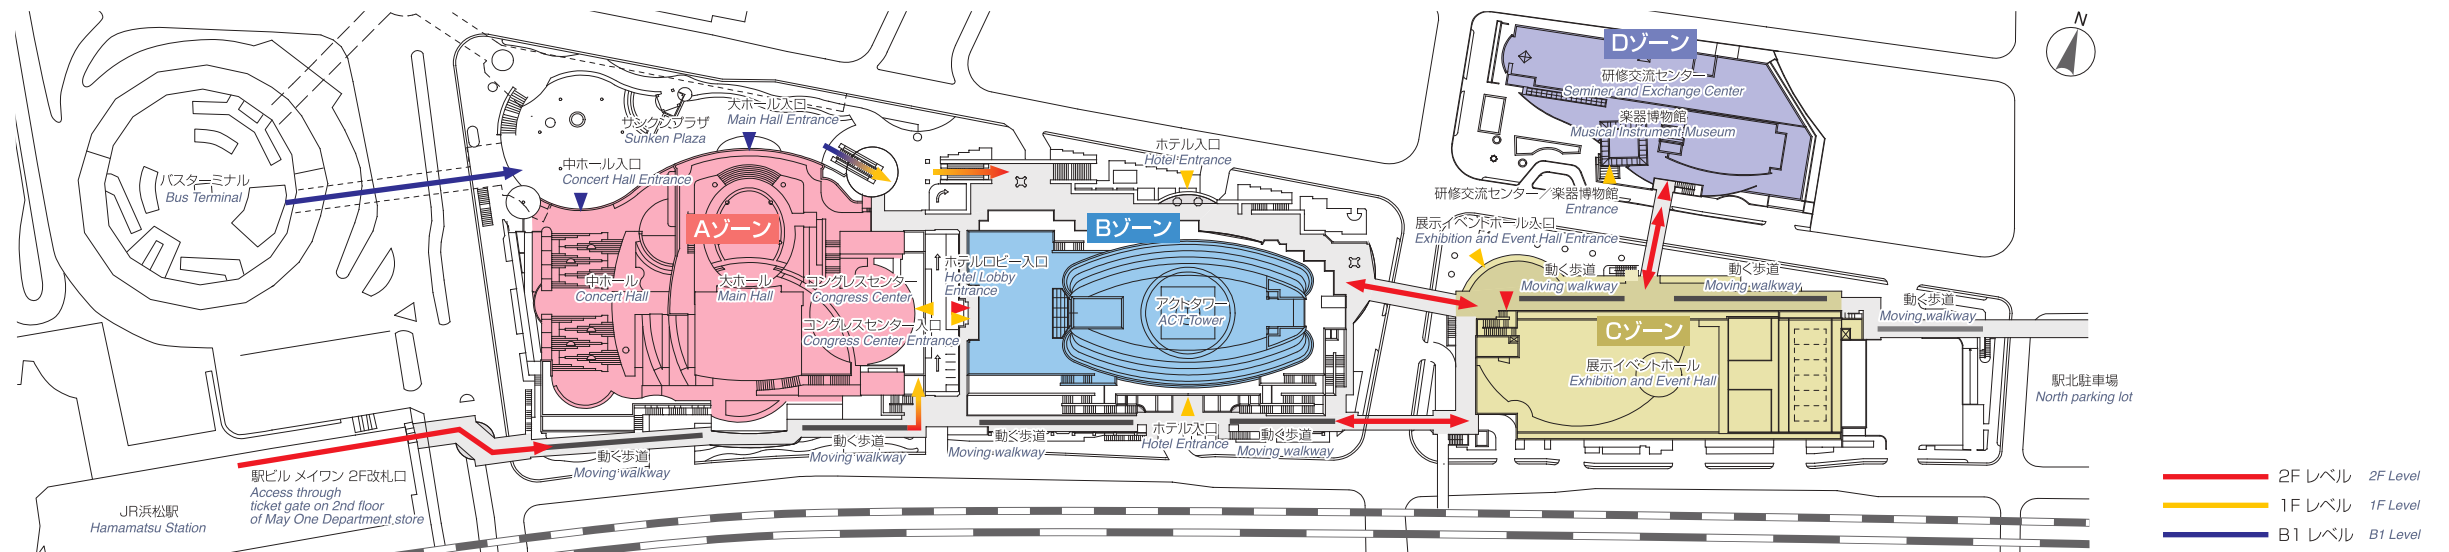 バスターミナル
Bus Terminal
サンクンプラザ
Sunken Plaza
大ホール入口
Main Hall Entrance
中ホール入口
Concert Hall Entrance
Aゾーン
中ホール
Concert Hall
大ホール
Main Hall
コングレスセンター
Congress Center
コングレスセンター入口
Congress Center Entrance
ホテルロビー入口
Hotel Lobby
Entrance
ホテル入口
Hotel Entrance
Bゾーン
アクトタワー
ACT Tower
ホテル入口
Hotel Entrance
動く歩道
Moving walkway
動く歩道
Moving walkway
動く歩道
Moving walkway
動く歩道
Moving walkway
駅ビル メイワン 2F改札口
Access through
ticket gate on 2nd floor
of May One Department store
JR浜松駅
Hamamatsu Station
Dゾーン
研修交流センター
Seminer and Exchange Center
楽器博物館
Musical Instrument Museum
研修交流センター／楽器博物館
Entrance
展示イベントホール入口
Exhibition and Event Hall Entrance
動く歩道
Moving walkway
動く歩道
Moving walkway
動く歩道
Moving walkway
Cゾーン
展示イベントホール
Exhibition and Event Hall
駅北駐車場
North parking lot
N
2F レベル 2F Level
1F レベル 1F Level
B1 レベル B1 Level